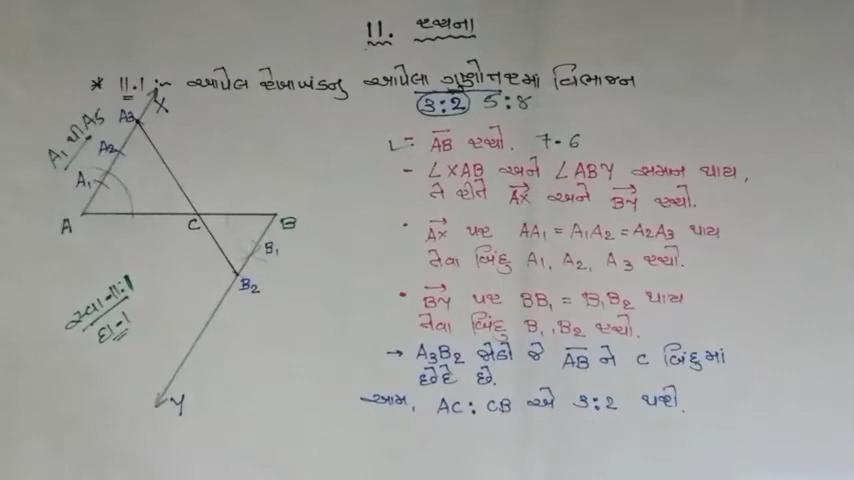 11. રચના
* 11.1 :- આપેલ રેખાખંડનું આપેલા ગુણોત્તરમાં વિભાજન
3:2 5:8
AB રચો. 7.6
- ∠XAB અને ∠ABY સમાન થાય,
તે રીતે AX અને BY રચો.
• AX પર AA₁ = A₁A₂ = A₂A₃ થાય
તેવા બિંદુ A₁, A₂, A₃ રચો.
• BY પર BB₁ = B₁B₂ થાય
તેવા બિંદુ B₁, B₂ રચો.
→ A₃B₂ જોડો જે AB ને C બિંદુમાં
છેદે છે.
આમ, AC : CB એ 3:2 થશે.
X
A₃
A₂
A₁
A₁ થી A5
A
C
B
B₁
B₂
સ્વા-11.1
દા-1
Y